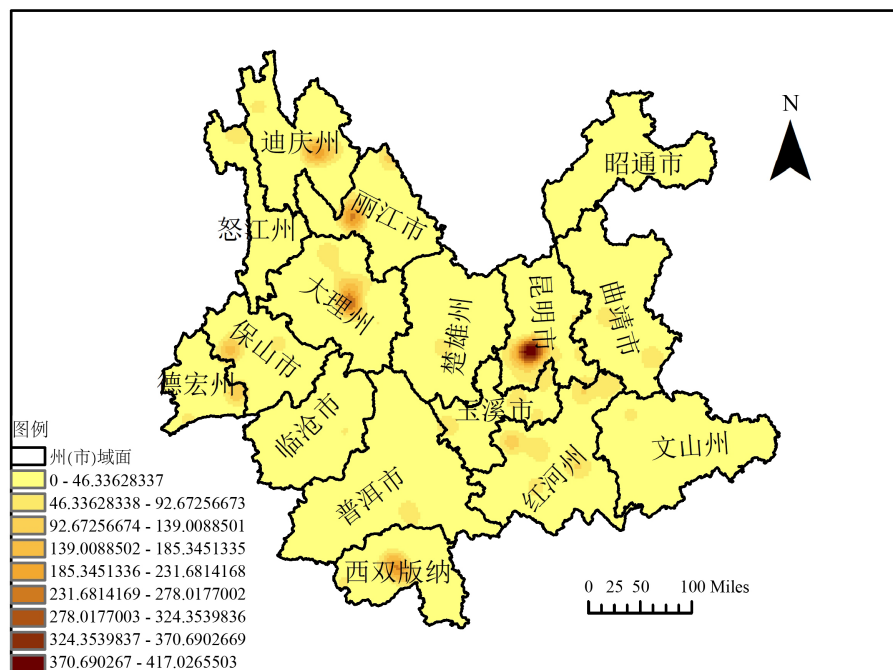 N
迪庆州
昭通市
丽江市
怒江州
大理州
昆明市
曲靖市
楚雄州
保山市
德宏州
玉溪市
临沧市
文山州
红河州
普洱市
西双版纳
图例
州(市)域面
0 - 46.33628337
46.33628338 - 92.67256673
92.67256674 - 139.0088501
139.0088502 - 185.3451335
185.3451336 - 231.6814168
231.6814169 - 278.0177002
278.0177003 - 324.3539836
324.3539837 - 370.6902669
370.690267 - 417.0265503
0 25 50 100 Miles